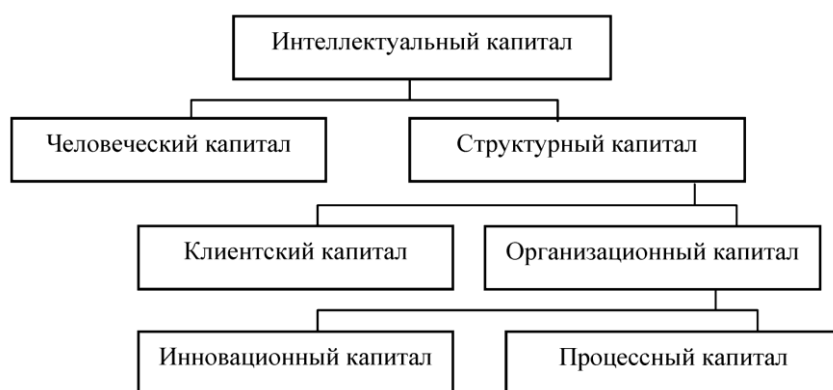 Интеллектуальный капитал
Человеческий капитал
Структурный капитал
Клиентский капитал
Организационный капитал
Инновационный капитал
Процессный капитал